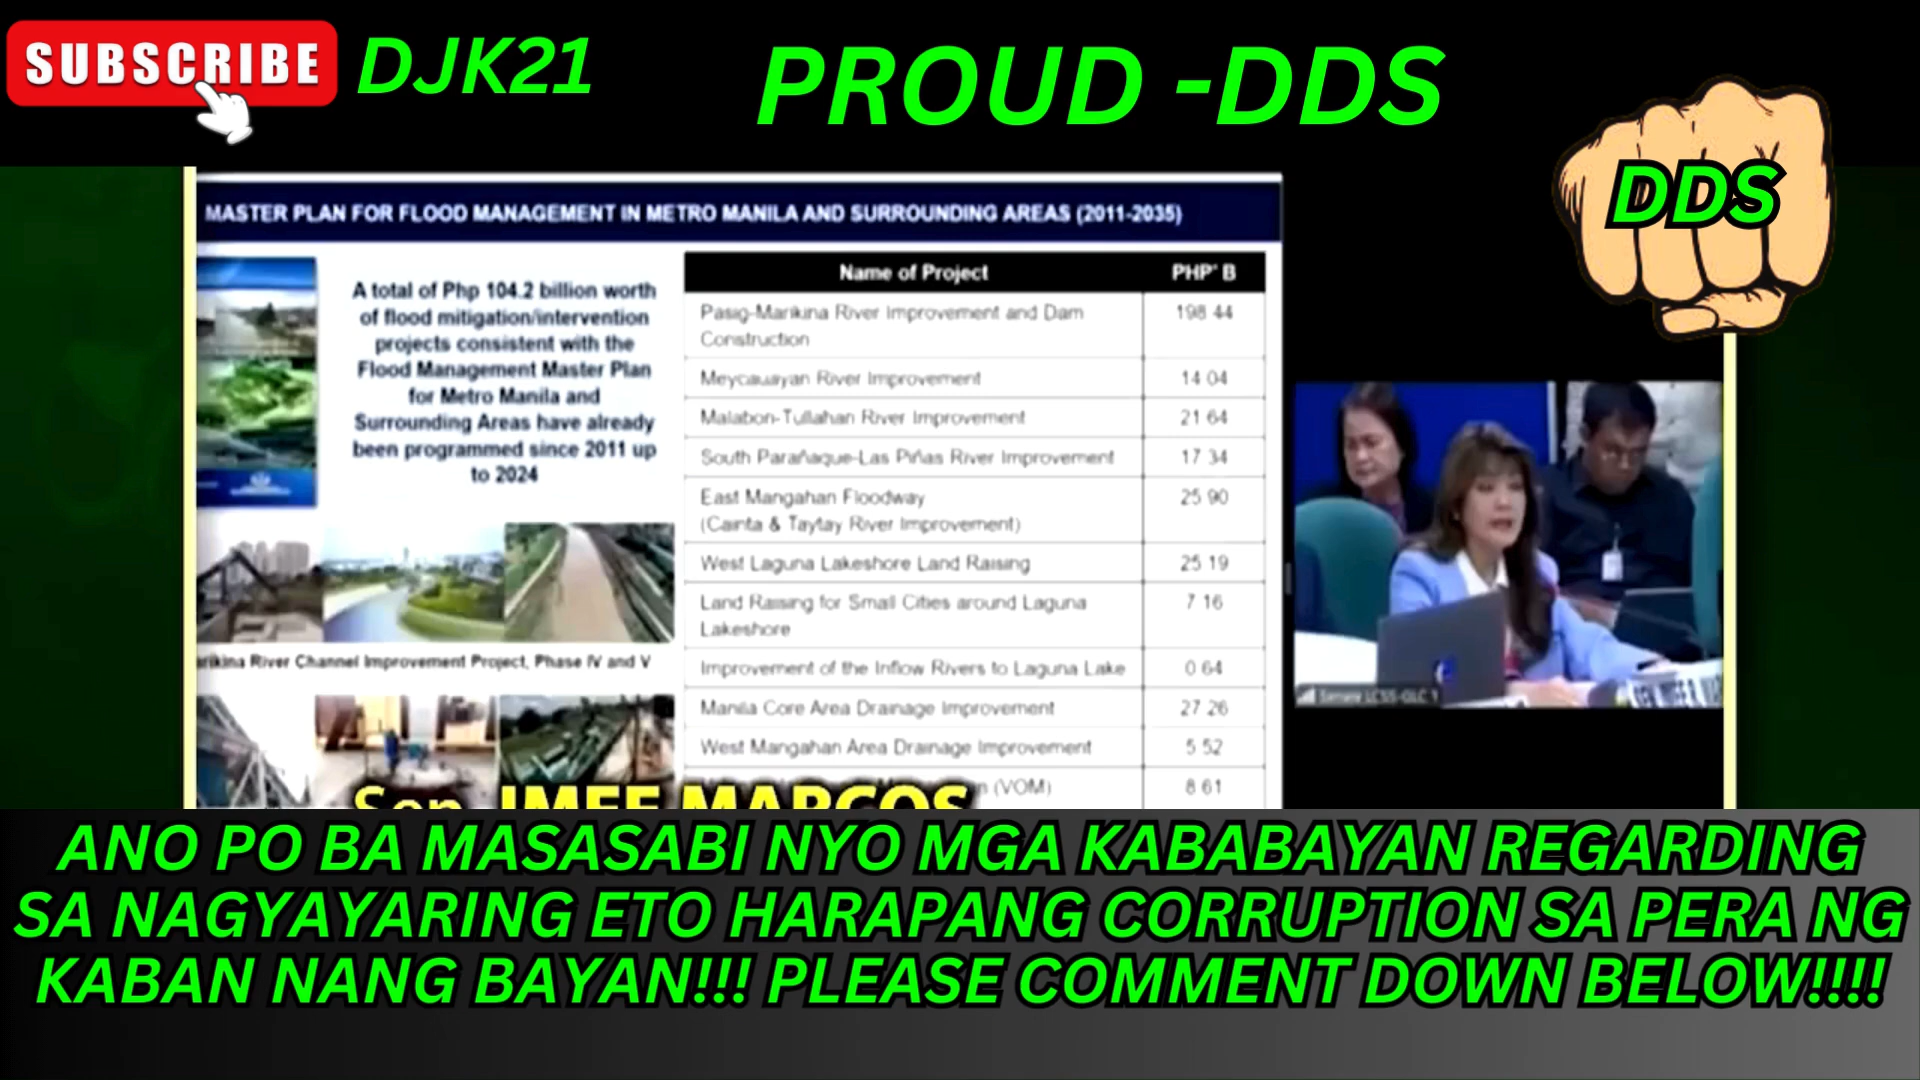 SUBSCRIBE
DJK21
PROUD -DDS
DDS
MASTER PLAN FOR FLOOD MANAGEMENT IN METRO MANILA AND SURROUNDING AREAS (2011-2035)
A total of Php 104.2 billion worth
of flood mitigation/intervention
projects consistent with the
Flood Management Master Plan
for Metro Manila and
Surrounding Areas have already
been programmed since 2011 up
to 2024
Name of Project PHP' B
Pasig-Marikina River Improvement and Dam
Construction 198 44
Meycauayan River Improvement 14 04
Malabon-Tullahan River Improvement 21 64
South Parañaque-Las Piñas River Improvement 17 34
East Mangahan Floodway
(Cainta & Taytay River Improvement) 25 90
West Laguna Lakeshore Land Raising 25 19
Land Raising for Small Cities around Laguna
Lakeshore 7 16
Improvement of the Inflow Rivers to Laguna Lake 0 64
Manila Core Area Drainage Improvement 27 26
West Mangahan Area Drainage Improvement 5 52
(VOM) 8 61
arikina River Channel Improvement Project, Phase IV and V
Sen. IMEE MARCOS
ANO PO BA MASASABI NYO MGA KABABAYAN REGARDING
SA NAGYAYARING ETO HARAPANG CORRUPTION SA PERA NG
KABAN NANG BAYAN!!! PLEASE COMMENT DOWN BELOW!!!!